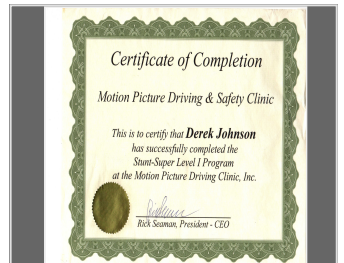 Certificate of Completion
Motion Picture Driving & Safety Clinic
This is to certify that Derek Johnson
has successfully completed the
Stunt-Super Level I Program
at the Motion Picture Driving Clinic, Inc.
Rick Seaman, President - CEO